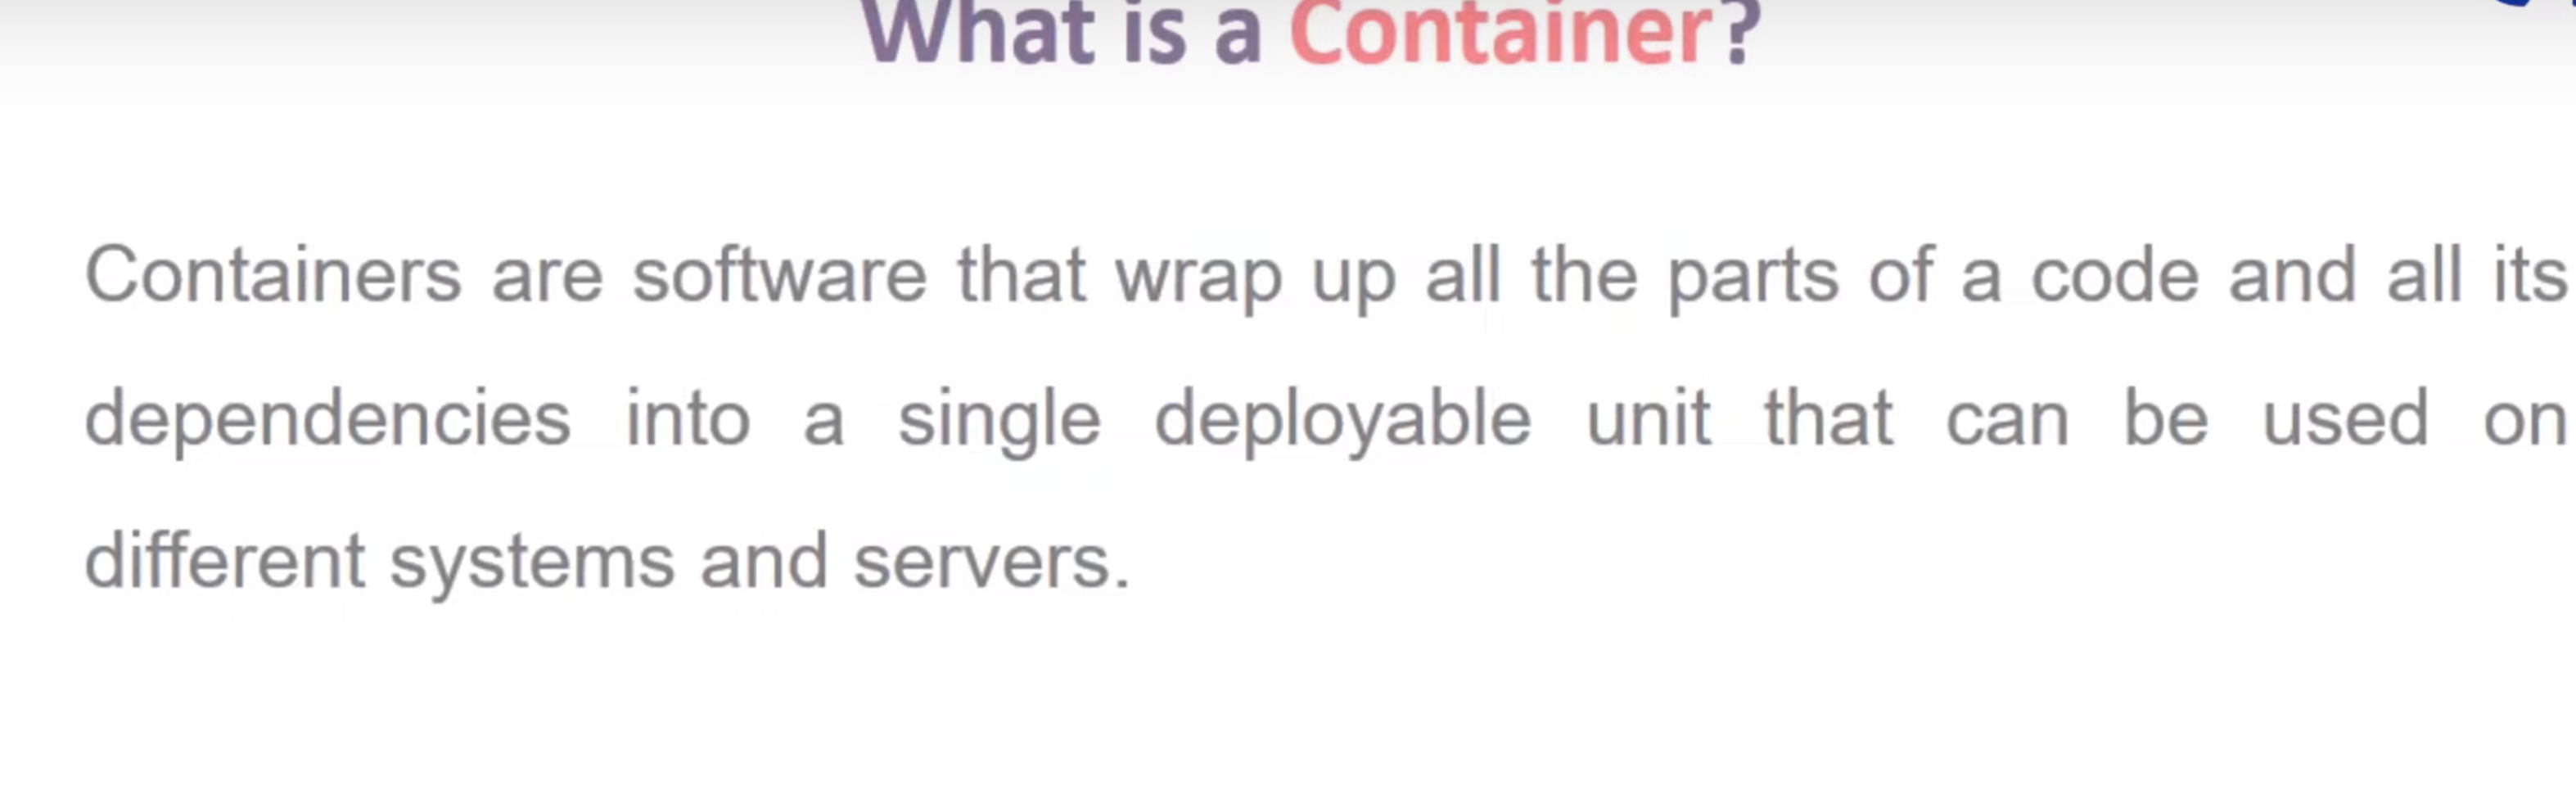 What is a Container?
Containers are software that wrap up all the parts of a code and all its
dependencies into a single deployable unit that can be used on
different systems and servers.